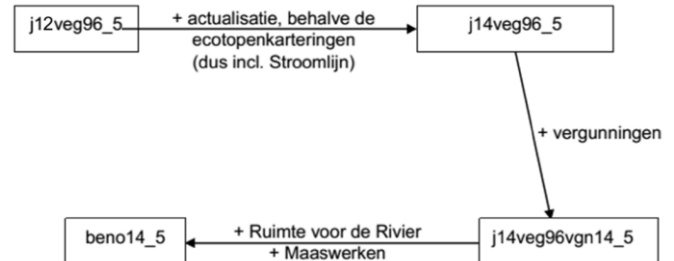 j12veg96_5
+ actualisatie, behalve de
ecotopenkarteringen
(dus incl. Stroomlijn)
j14veg96_5
+ vergunningen
j14veg96vgn14_5
+ Ruimte voor de Rivier
+ Maaswerken
beno14_5